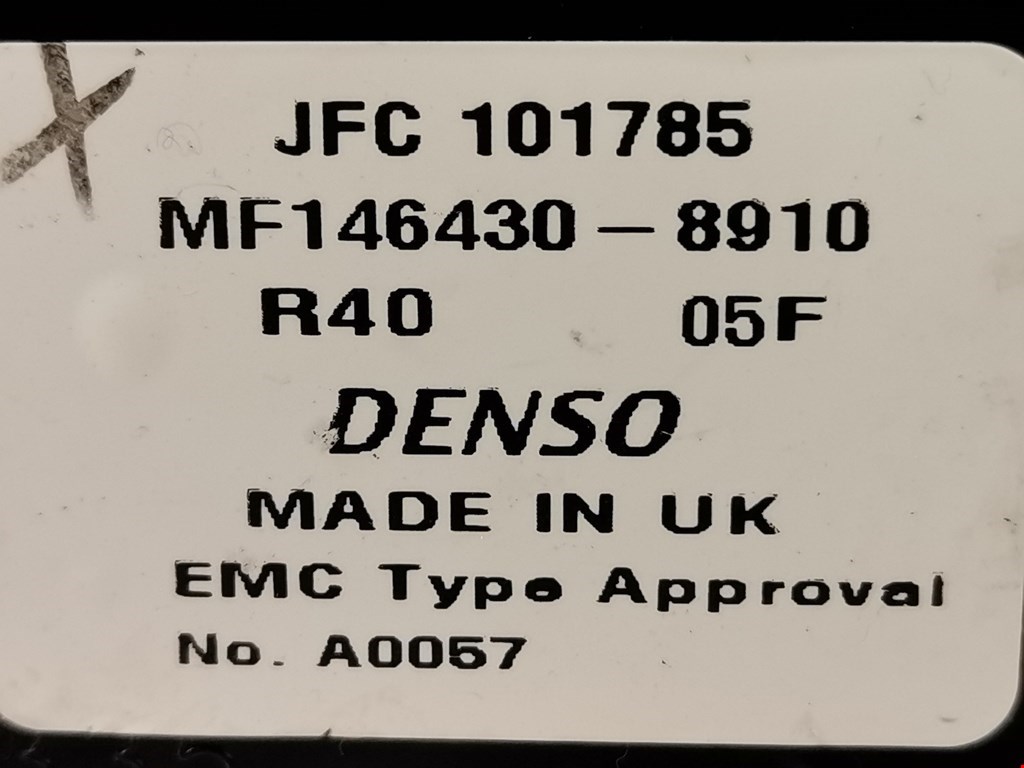 JFC 101785
MF146430-8910
R40 05F
DENSO
MADE IN UK
EMC Type Approval
No. A0057